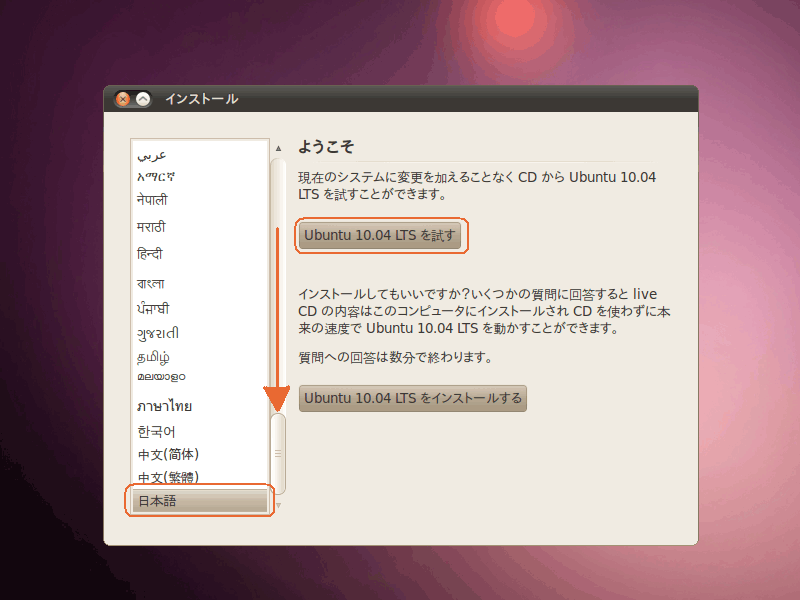 インストール
عربي
አማርኛ
नेपाली
मराठी
हिन्दी
বাংলা
ਪੰਜਾਬੀ
ગુજરાતી
தமிழ்
മലയാളം
ภาษาไทย
한국어
中文(简体)
中文(繁體)
日本語
ようこそ
現在のシステムに変更を加えることなく CD から Ubuntu 10.04
LTS を試すことができます。
Ubuntu 10.04 LTS を試す
インストールしてもいいですか?いくつかの質問に回答すると live
CD の内容はこのコンピュータにインストールされ CD を使わずに本
来の速度で Ubuntu 10.04 LTS を動かすことができます。
質問への回答は数分で終わります。
Ubuntu 10.04 LTS をインストールする